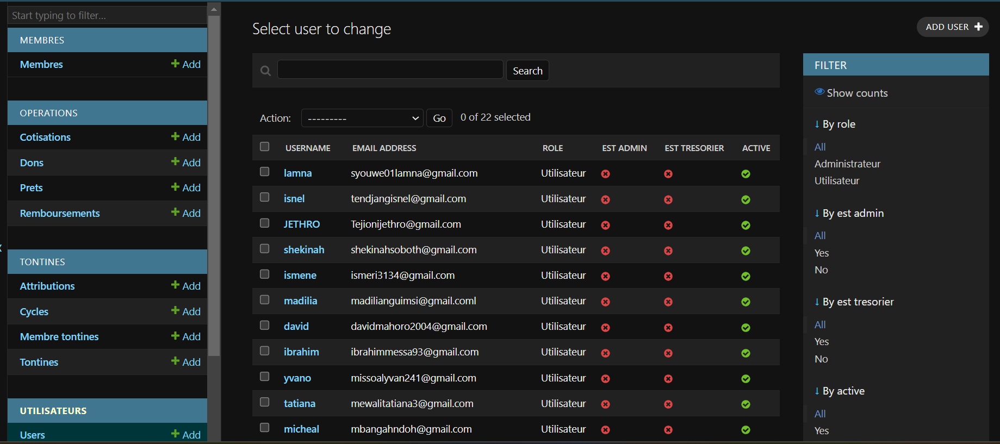 Start typing to filter...
MEMBRES
Membres Add
OPERATIONS
Cotisations Add
Dons Add
Prets Add
Remboursements Add
TONTINES
Attributions Add
Cycles Add
Membre tontines Add
Tontines Add
UTILISATEURS
Users Add
Select user to change
ADD USER
Search
Action: --------- Go 0 of 22 selected
USERNAME EMAIL ADDRESS ROLE EST ADMIN EST TRESORIER ACTIVE
lamna syouwe01lamna@gmail.com Utilisateur
isnel tendjangisnel@gmail.com Utilisateur
JETHRO Tejionijethro@gmail.com Utilisateur
shekinah shekinahsoboth@gmail.com Utilisateur
ismene ismeri3134@gmail.com Utilisateur
madilia madilianguimsi@gmail.coml Utilisateur
david davidmahoro2004@gmail.com Utilisateur
ibrahim ibrahimmessa93@gmail.com Utilisateur
yvano missoalyvan241@gmail.com Utilisateur
tatiana mewalitatiana3@gmail.com Utilisateur
micheal mbangahndoh@gmail.com Utilisateur
FILTER
Show counts
↓ By role
All
Administrateur
Utilisateur
↓ By est admin
All
Yes
No
↓ By est tresorier
All
Yes
No
↓ By active
All
Yes